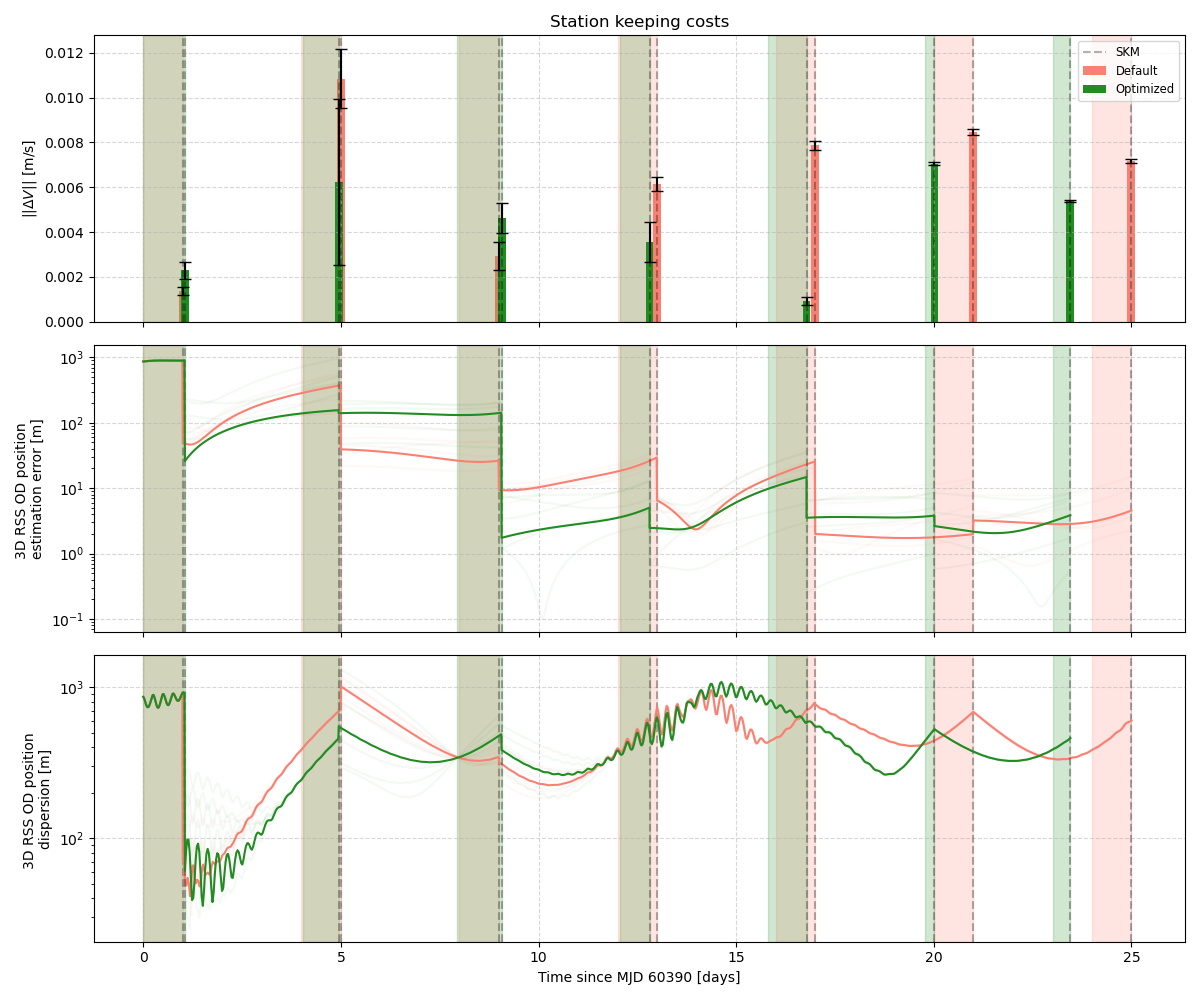 Station keeping costs
||ΔV|| [m/s]
0.012
0.010
0.008
0.006
0.004
0.002
0.000
SKM
Default
Optimized
3D RSS OD position
estimation error [m]
10³
10²
10¹
10⁰
10⁻¹
3D RSS OD position
dispersion [m]
10³
10²
0 5 10 15 20 25
Time since MJD 60390 [days]